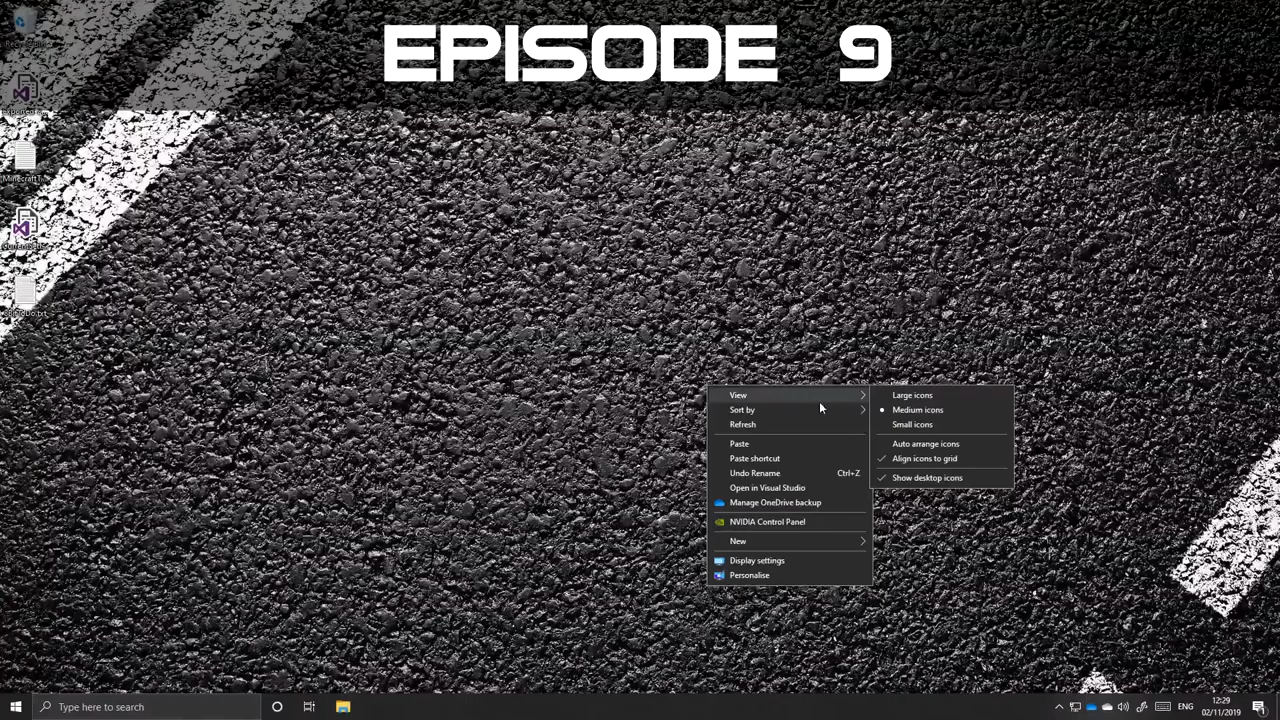 EPISODE 9
View
Sort by
Refresh
Paste
Paste shortcut
Undo Rename Ctrl+Z
Open in Visual Studio
Manage OneDrive backup
NVIDIA Control Panel
New
Display settings
Personalise
Large icons
Medium icons
Small icons
Auto arrange icons
Align icons to grid
Show desktop icons
Type here to search
ENG
12:29
02/11/2019